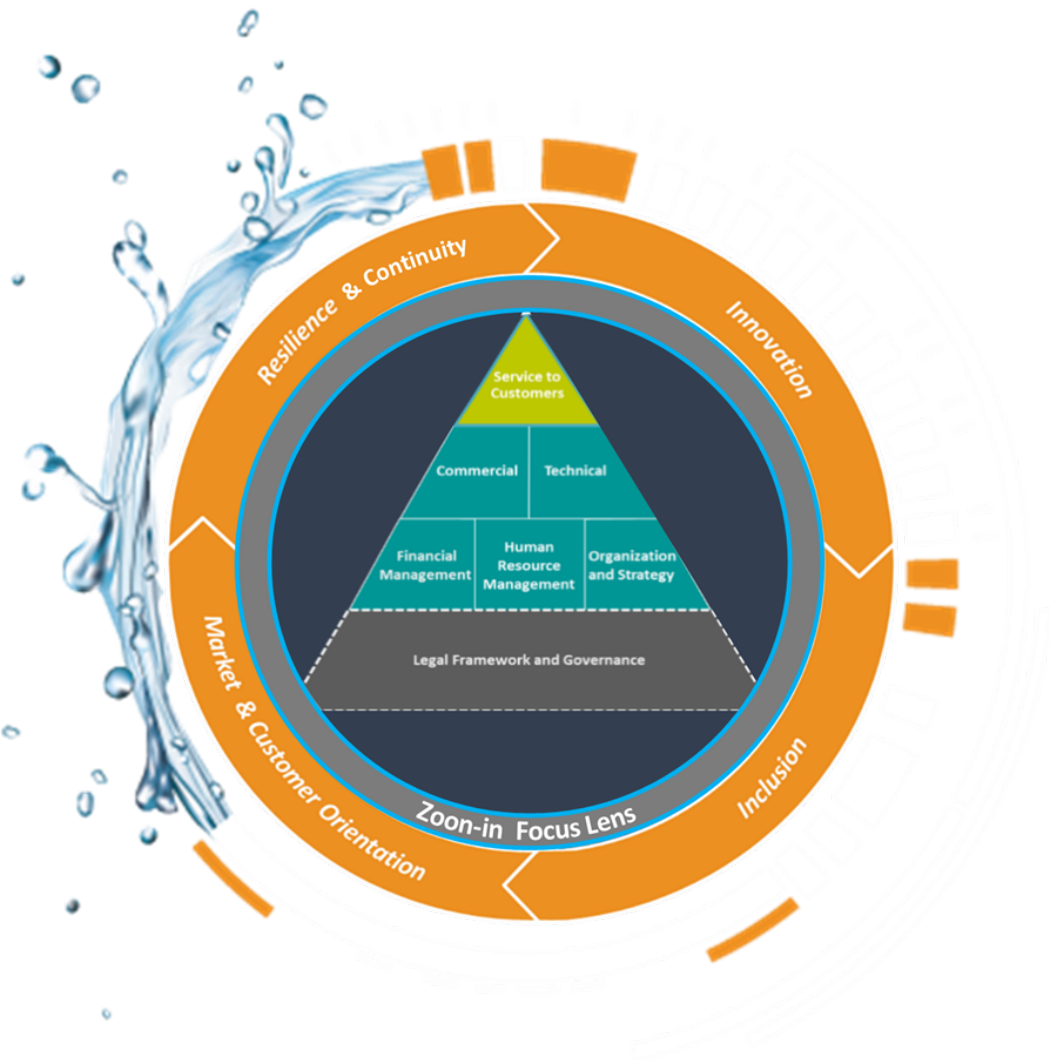 Resilience & Continuity
Innovation
Service to
Customers
Commercial
Technical
Financial
Management
Human
Resource
Management
Organization
and Strategy
Legal Framework and Governance
Inclusion
Market & Customer Orientation
Zoon-in Focus Lens